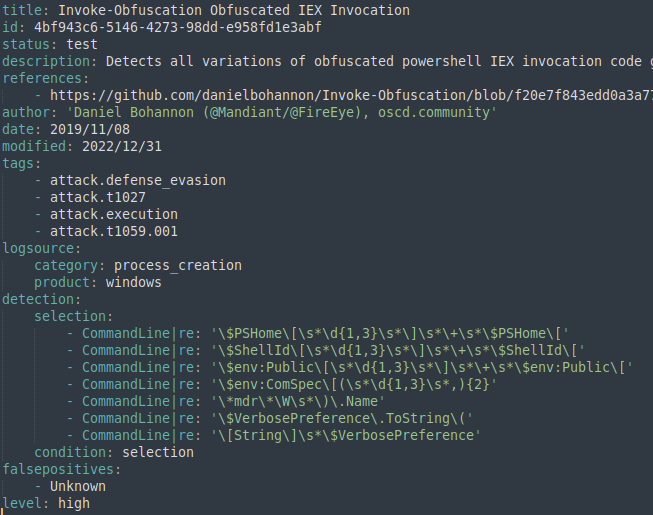 title: Invoke-Obfuscation Obfuscated IEX Invocation
id: 4bf943c6-5146-4273-98dd-e958fd1e3abf
status: test
description: Detects all variations of obfuscated powershell IEX invocation code g
references:
    - https://github.com/danielbohannon/Invoke-Obfuscation/blob/f20e7f843edd0a3a77
author: 'Daniel Bohannon (@Mandiant/@FireEye), oscd.community'
date: 2019/11/08
modified: 2022/12/31
tags:
    - attack.defense_evasion
    - attack.t1027
    - attack.execution
    - attack.t1059.001
logsource:
    category: process_creation
    product: windows
detection:
    selection:
        - CommandLine|re: '\$PSHome\[\s*\d{1,3}\s*\]\s*\+\s*\$PSHome\['
        - CommandLine|re: '\$ShellId\[\s*\d{1,3}\s*\]\s*\+\s*\$ShellId\['
        - CommandLine|re: '\$env:Public\[\s*\d{1,3}\s*\]\s*\+\s*\$env:Public\['
        - CommandLine|re: '\$env:ComSpec\[(\s*\d{1,3}\s*,){2}'
        - CommandLine|re: '\*mdr\*\W\s*\)\.Name'
        - CommandLine|re: '\$VerbosePreference\.ToString\('
        - CommandLine|re: '\[String\]\s*\$VerbosePreference'
    condition: selection
falsepositives:
    - Unknown
level: high